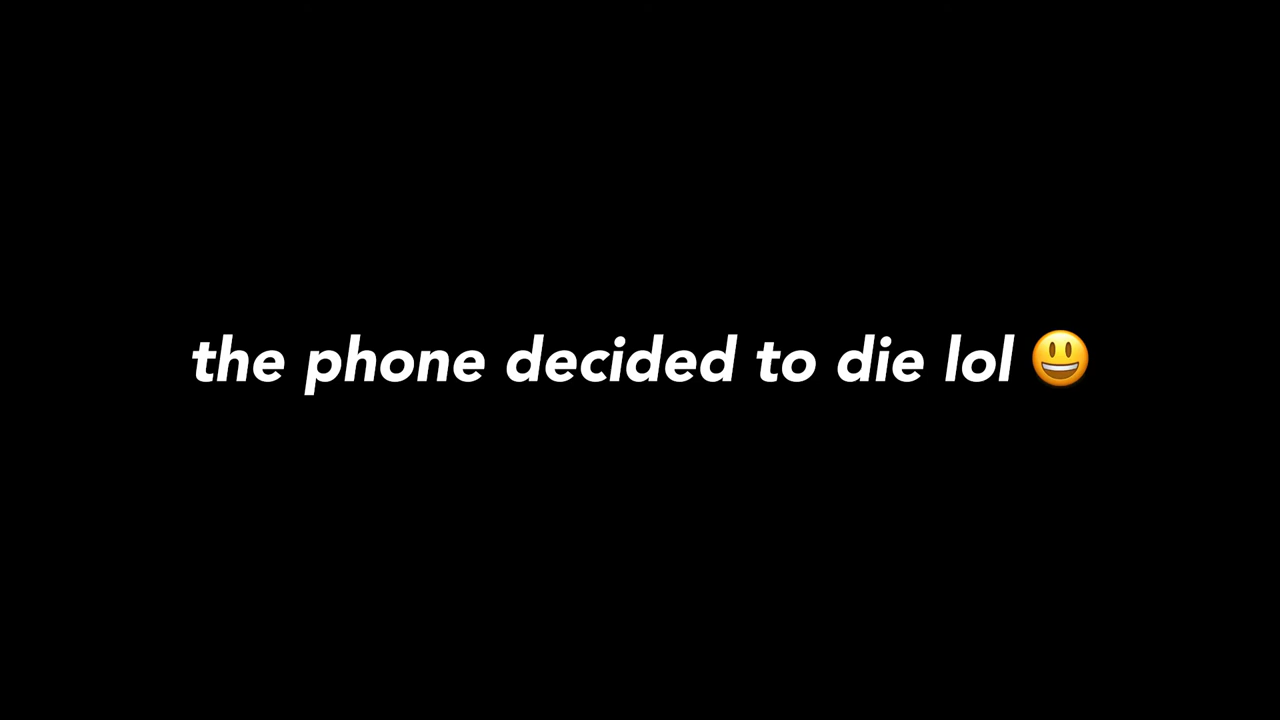 the phone decided to die lol 😃